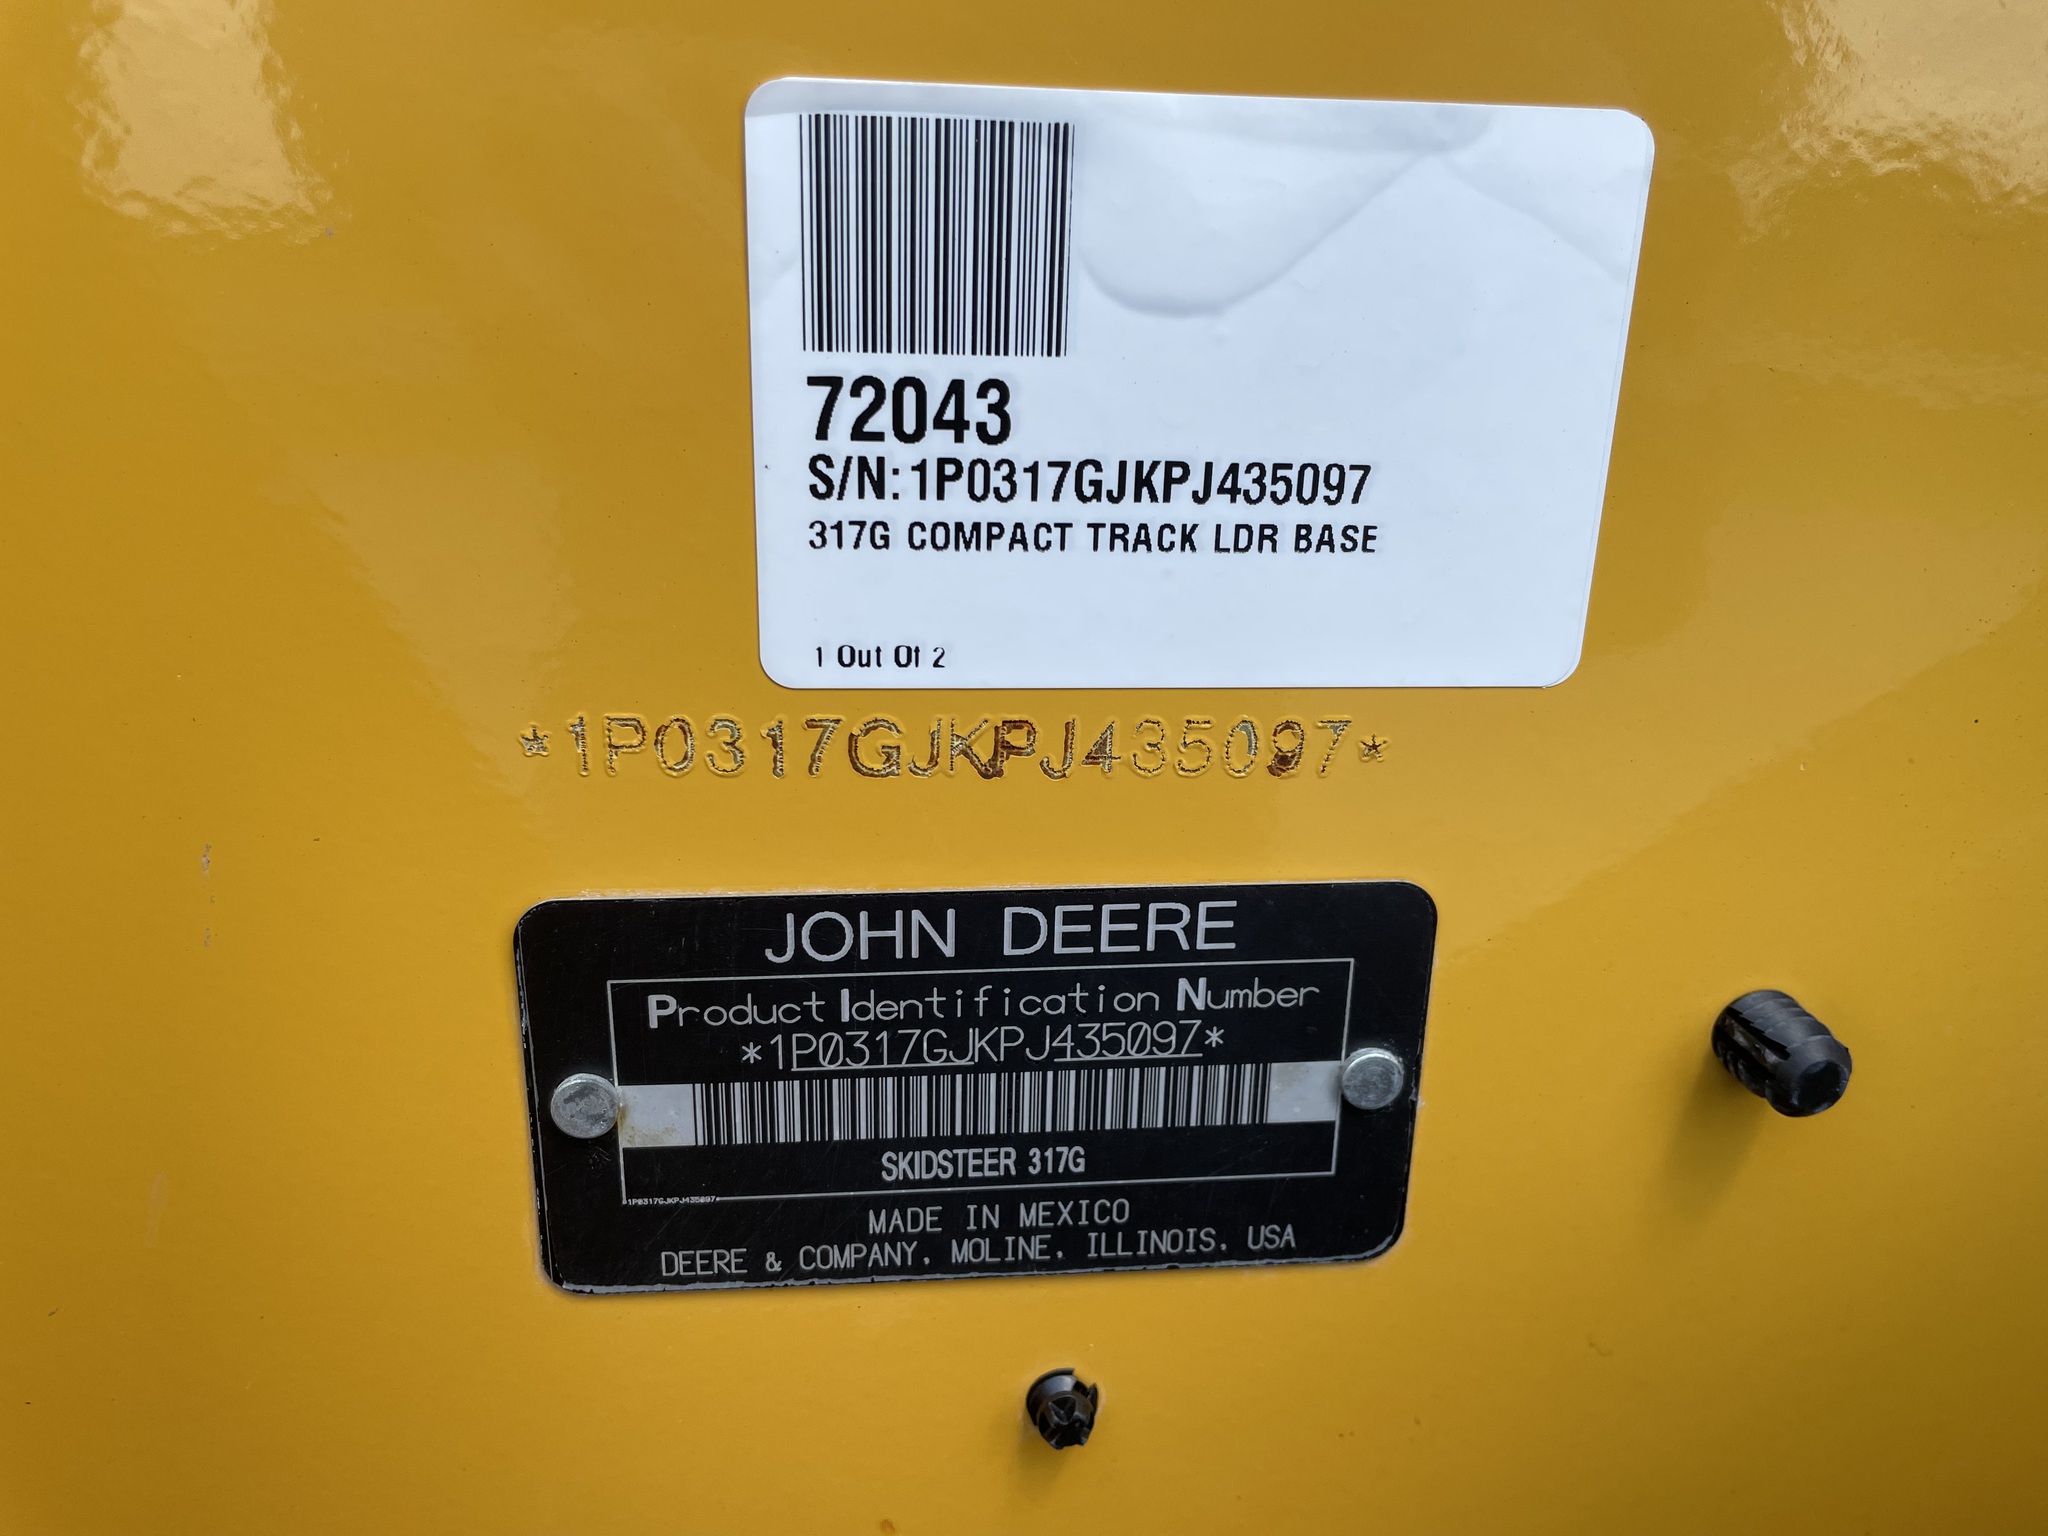 72043
S/N: 1P0317GJKPJ435097
317G COMPACT TRACK LDR BASE
1 Out Of 2
*1P0317GJKPJ435097*
JOHN DEERE
Product Identification Number
*1P0317GJKPJ435097*
SKIDSTEER 317G
*1P0317GJKPJ435097*
MADE IN MEXICO
DEERE & COMPANY, MOLINE, ILLINOIS, USA